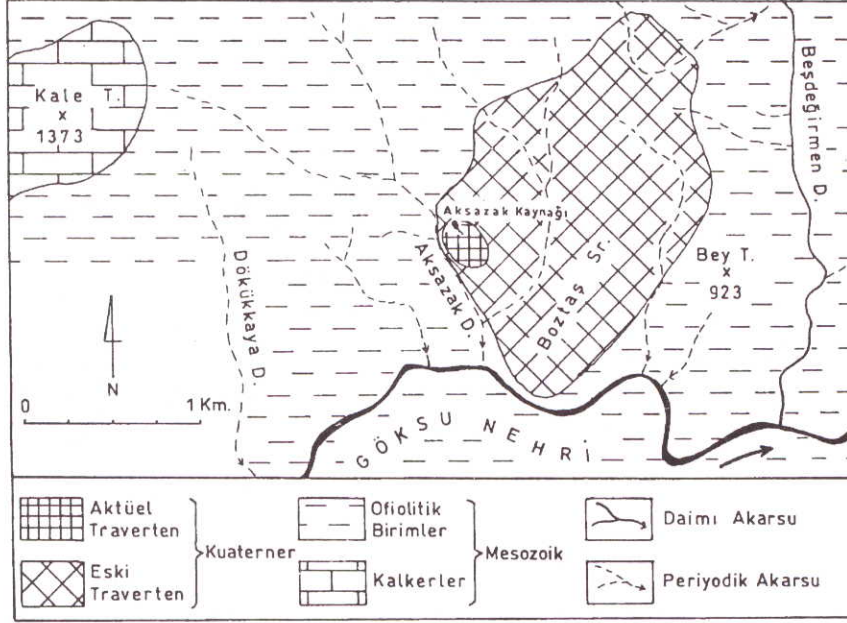 Kale T.
x
1373
Beşdeğirmen D.
Aksazak Kaynağı
Dökükkaya D.
Aksazak D.
Boztaş Sr.
Bey T.
x
923
N
0 1 Km.
GÖKSU NEHRİ
Aktüel
Traverten
Eski
Traverten
Kuaterner
Ofiolitik
Birimler
Kalkerler
Mesozoik
Daimı Akarsu
Periyodik Akarsu